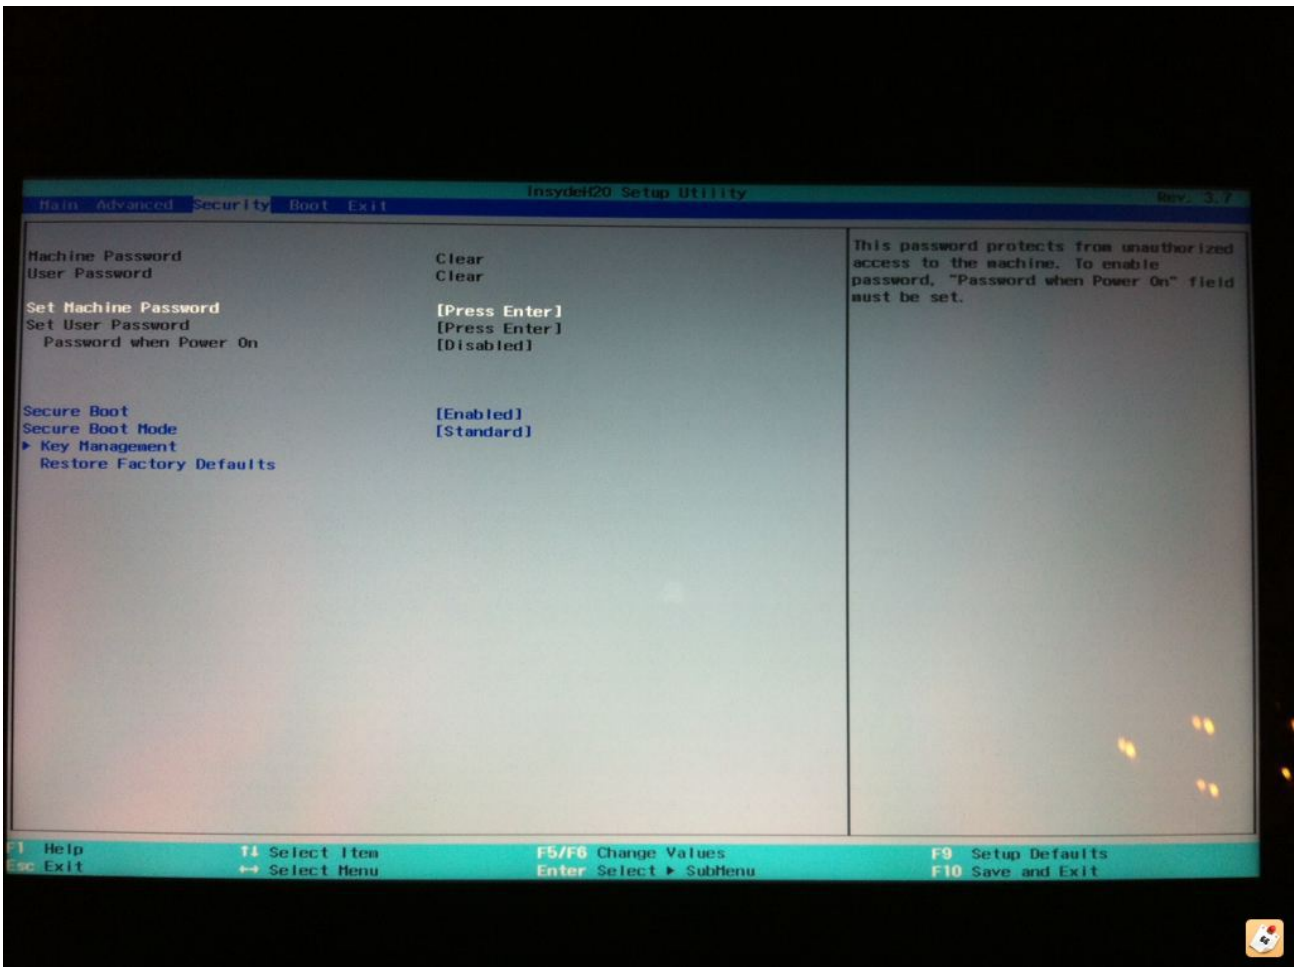 InsydeH20 Setup Utility Rev. 3.7
Main Advanced Security Boot Exit
Machine Password Clear
User Password Clear
Set Machine Password [Press Enter]
Set User Password [Press Enter]
Password when Power On [Disabled]
Secure Boot [Enabled]
Secure Boot Mode [Standard]
▶ Key Management
Restore Factory Defaults
This password protects from unauthorized
access to the machine. To enable
password, "Password when Power On" field
must be set.
F1 Help ↑↓ Select Item F5/F6 Change Values F9 Setup Defaults
Esc Exit ↔ Select Menu Enter Select ▶ SubMenu F10 Save and Exit